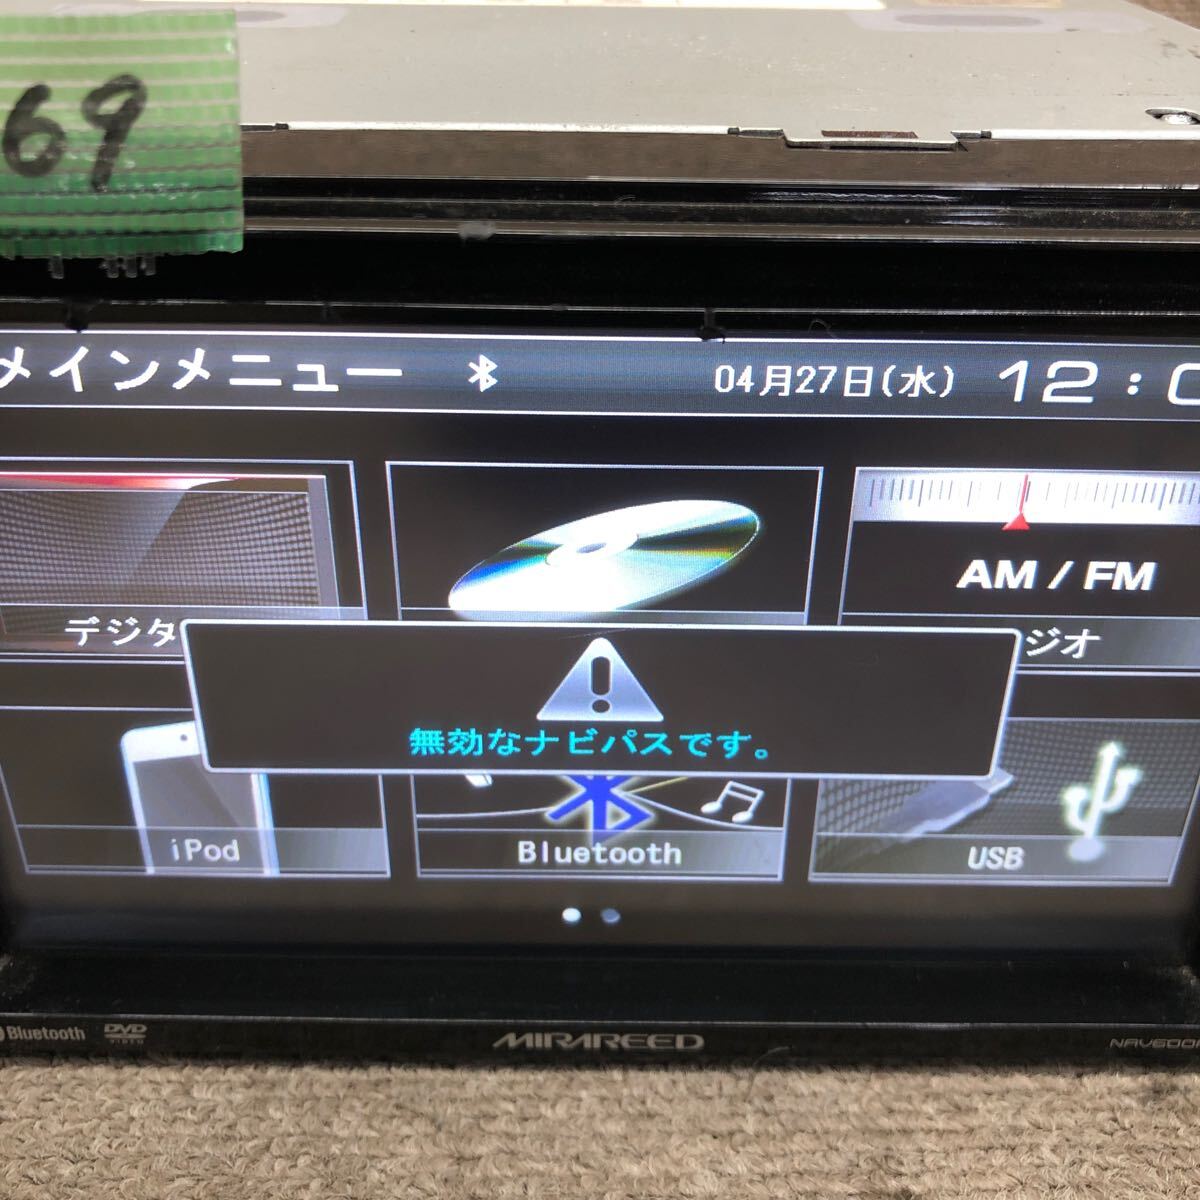 69
メインメニュー 04月27日(水) 12:0
AM / FM
デジタ ジオ
無効なナビパスです。
iPod Bluetooth USB
Bluetooth DVD VIDEO MIRAREED NAV600